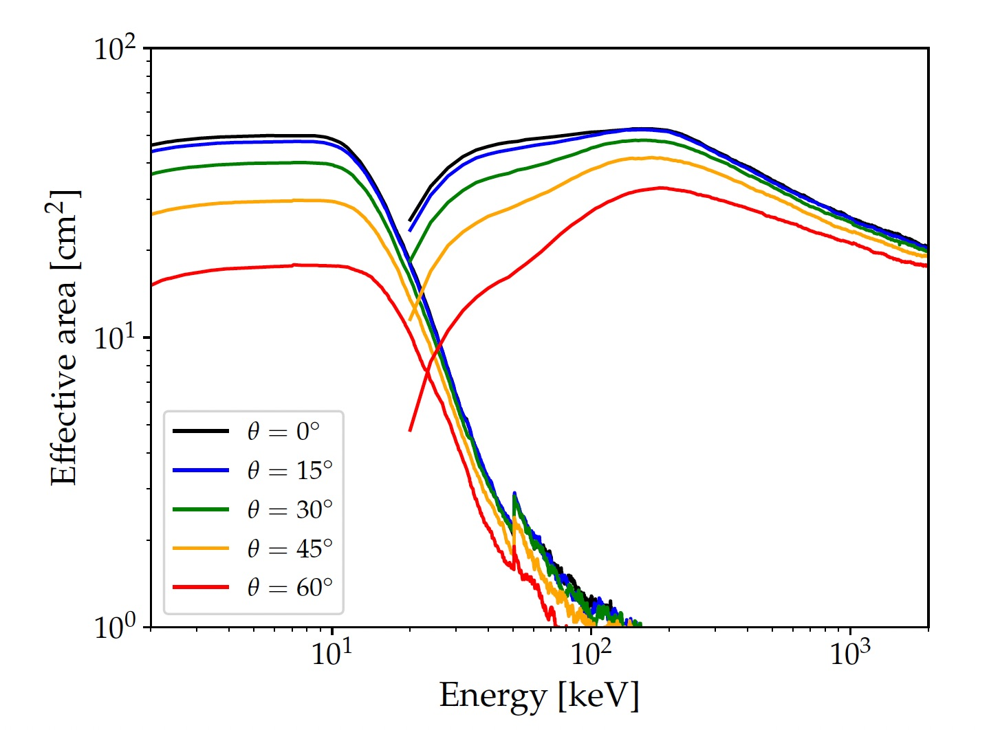 10²
10¹
10⁰
Effective area [cm²]
θ = 0°
θ = 15°
θ = 30°
θ = 45°
θ = 60°
10¹
10²
10³
Energy [keV]